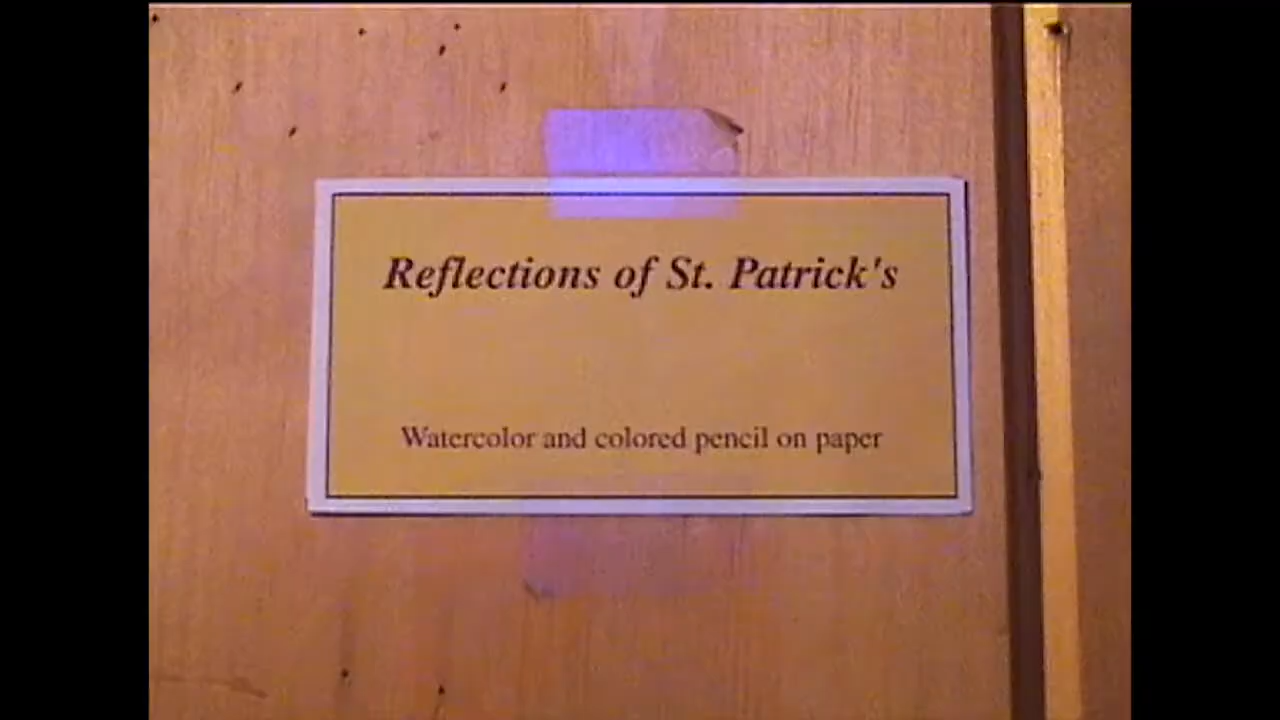 Reflections of St. Patrick's
Watercolor and colored pencil on paper